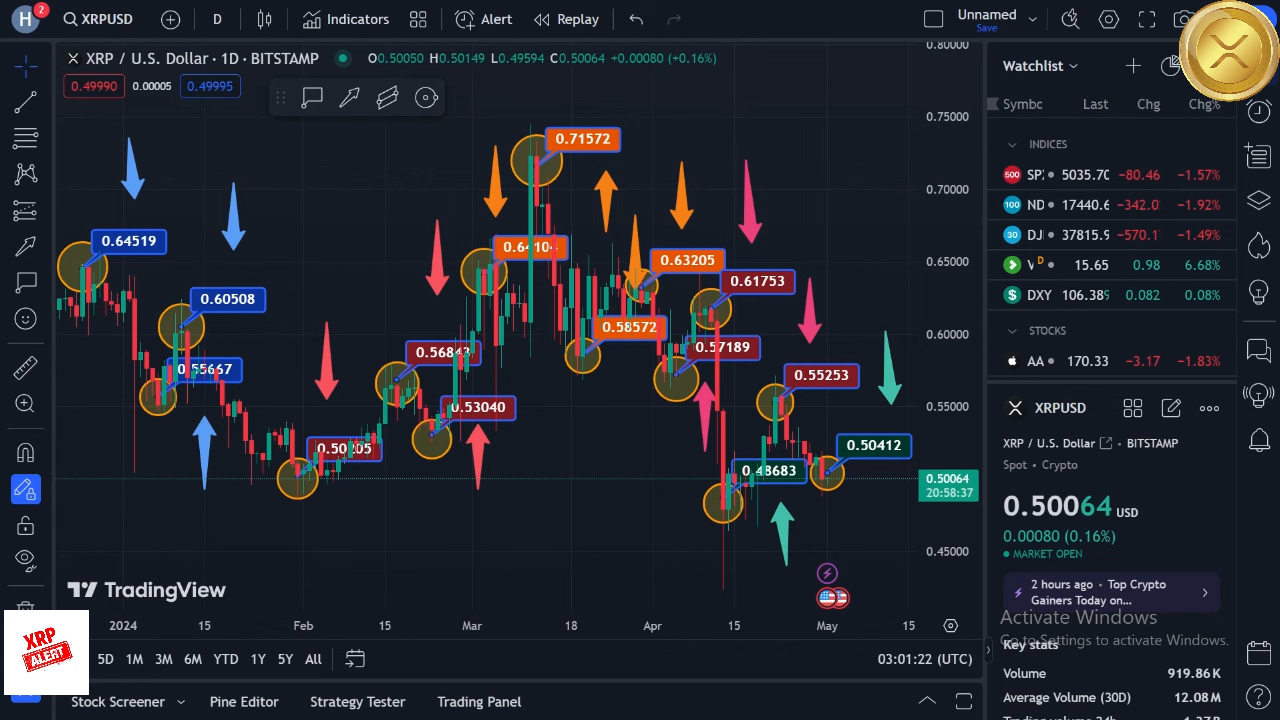 H 2 XRPUSD D Indicators Alert Replay Unnamed
Save
XRP / U.S. Dollar · 1D · BITSTAMP O0.50050 H0.50149 L0.49594 C0.50064 +0.00080 (+0.16%)
0.49990 0.00005 0.49995
0.80000
0.75000
0.70000
0.65000
0.60000
0.55000
0.50064
20:58:37
0.45000
0.71572
0.64519
0.63205
0.61753
0.60508
0.58572
0.57189
0.55667
0.55253
0.53040
0.50412
0.48683
TradingView
2024 15 Feb 15 Mar 18 Apr 15 May 15
XRP
ALERT
5D 1M 3M 6M YTD 1Y 5Y All 03:01:22 (UTC)
Stock Screener Pine Editor Strategy Tester Trading Panel
Watchlist
Symbc Last Chg Chg%
INDICES
500 SP 5035.70 −80.46 −1.57%
100 ND 17440.6 −342.0 −1.92%
30 DJ 37815.9 −570.1 −1.49%
V D 15.65 0.98 6.68%
DXY 106.389 0.082 0.08%
STOCKS
AA 170.33 −3.17 −1.83%
XRPUSD
XRP / U.S. Dollar · BITSTAMP
Spot • Crypto
0.50064 USD
0.00080 (0.16%)
MARKET OPEN
2 hours ago · Top Crypto
Gainers Today on...
Activate Windows
Go to Settings to activate Windows.
Key stats
Volume 919.86K
Average Volume (30D) 12.08M